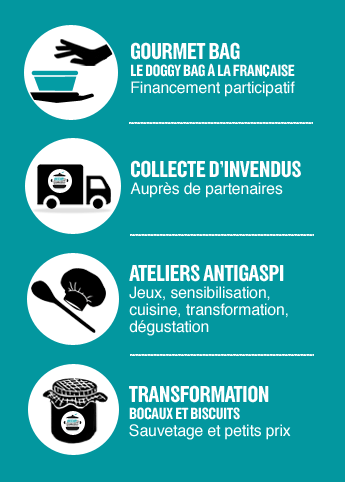 GOURMET BAG
LE DOGGY BAG À LA FRANÇAISE
Financement participatif
COLLECTE D'INVENDUS
Auprès de partenaires
ATELIERS ANTIGASPI
Jeux, sensibilisation,
cuisine, transformation,
dégustation
TRANSFORMATION
BOCAUX ET BISCUITS
Sauvetage et petits prix